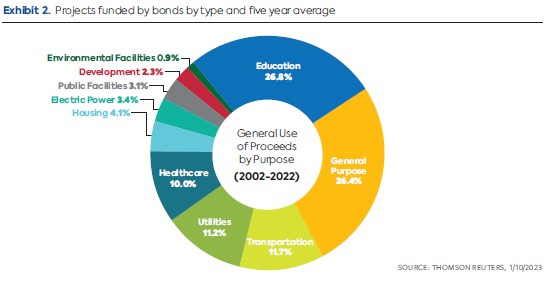 Exhibit 2. Projects funded by bonds by type and five year average
Environmental Facilities 0.9%
Development 2.3%
Public Facilities 3.1%
Electric Power 3.4%
Housing 4.1%
Healthcare
10.0%
Utilities
11.2%
Transportation
11.7%
General
Purpose
26.4%
Education
26.8%
General Use
of Proceeds
by Purpose
(2002-2022)
SOURCE: THOMSON REUTERS, 1/10/2023